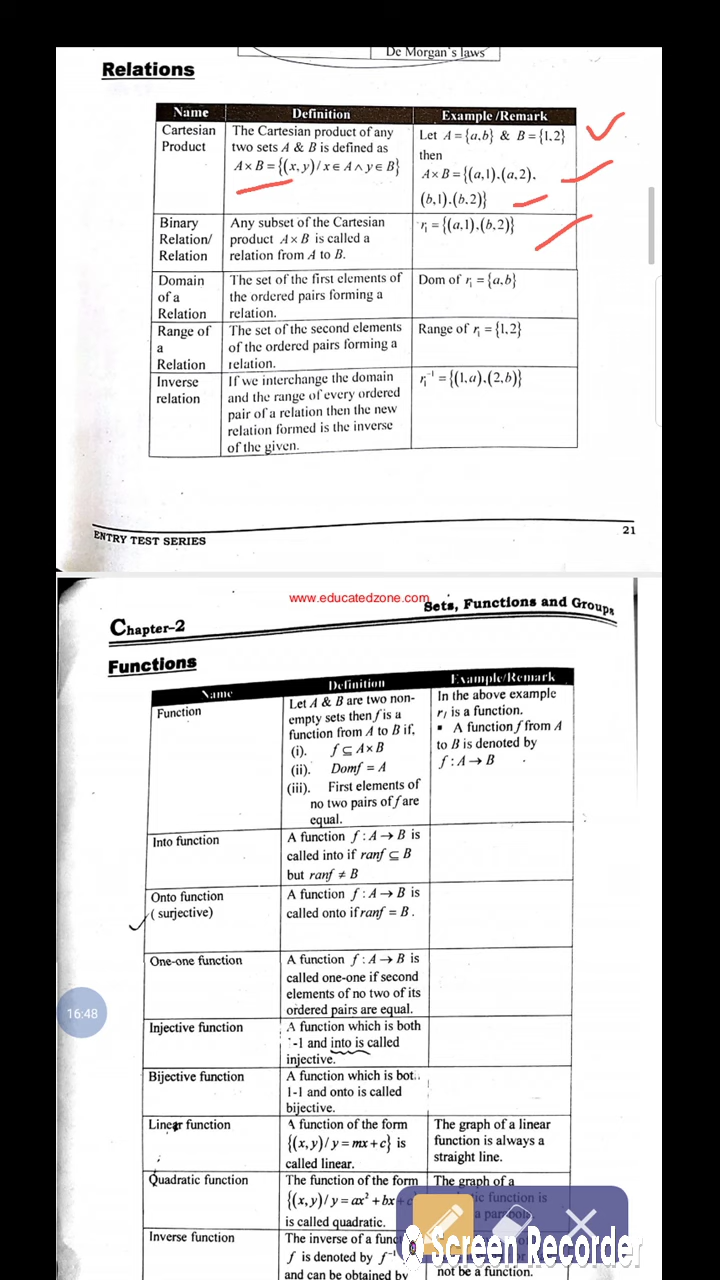 De Morgan's laws
Relations
Name Definition Example /Remark
Cartesian Product
The Cartesian product of any
two sets A & B is defined as
A × B = {(x, y) / x ∈ A ∧ y ∈ B}
Let A = {a,b} & B = {1,2}
then
A × B = {(a,1).(a,2).
(b,1).(b,2)}
Binary
Relation/
Relation
Any subset of the Cartesian
product A × B is called a
relation from A to B.
r₁ = {(a,1).(b,2)}
Domain
of a
Relation
The set of the first elements of
the ordered pairs forming a
relation.
Dom of r₁ = {a,b}
Range of
a
Relation
The set of the second elements
of the ordered pairs forming a
relation.
Range of r₁ = {1,2}
Inverse
relation
If we interchange the domain
and the range of every ordered
pair of a relation then the new
relation formed is the inverse
of the given.
r₁⁻¹ = {(1,a).(2,b)}
ENTRY TEST SERIES
21
www.educatedzone.com
Chapter-2
Sets, Functions and Groups
Functions
Name Definition Example/Remark
Function
Let A & B are two non-
empty sets then f is a
function from A to B if,
(i). f ⊆ A × B
(ii). Domf = A
(iii). First elements of
no two pairs of f are
equal.
In the above example
r₁ is a function.
▪ A function f from A
to B is denoted by
f : A → B
Into function
A function f : A → B is
called into if ranf ⊆ B
but ranf ≠ B
Onto function
( surjective)
A function f : A → B is
called onto if ranf = B .
One-one function
A function f : A → B is
called one-one if second
elements of no two of its
ordered pairs are equal.
Injective function
A function which is both
-1 and into is called
injective.
Bijective function
A function which is bot
1-1 and onto is called
bijective.
Linear function
A function of the form
{(x, y) / y = mx + c} is
called linear.
The graph of a linear
function is always a
straight line.
Quadratic function
The function of the form
{(x, y) / y = ax² + bx + c
is called quadratic.
The graph of a
function is
Inverse function
The inverse of a func
f is denoted by f⁻¹
and can be obtained by
not be a function.
16:48
Screen Recorder